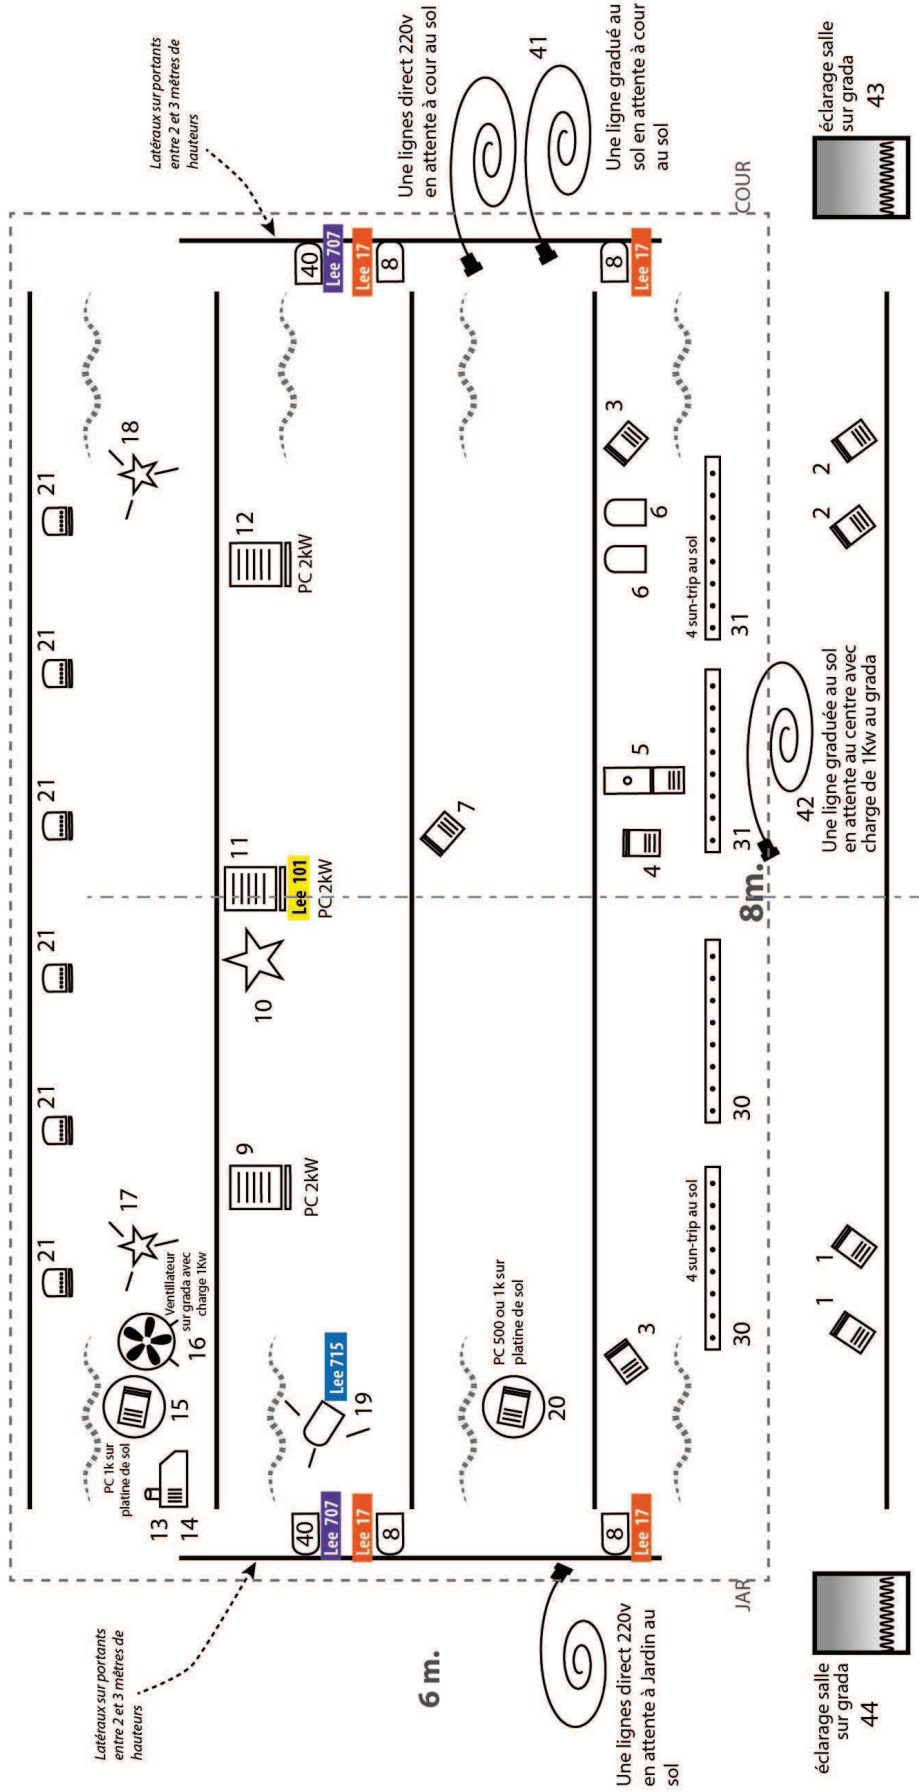 Latéraux sur portants
entre 2 et 3 mêtres de
hauteurs
Latéraux sur portants
entre 2 et 3 mêtres de
hauteurs
21
21
21
21
21
21
PC 1k sur
platine de sol
13
14
15
16
Ventillateur
sur grada avec
charge 1Kw
17
18
9
PC 2kW
10
11
Lee 101
PC 2kW
12
PC 2kW
40
Lee 707
Lee 17
8
19
Lee 715
40
Lee 707
Lee 17
8
6 m.
7
Une lignes direct 220v
en attente à cour au sol
41
PC 500 ou 1k sur
platine de sol
20
8
Lee 17
3
4
5
6
6
3
8
Lee 17
Une lignes direct 220v
en attente à Jardin au
sol
Une ligne gradué au
sol en attente à cour
au sol
4 sun-trip au sol
30
30
31
4 sun-trip au sol
31
JAR
8m.
COUR
42
Une ligne graduée au sol
en attente au centre avec
charge de 1Kw au grada
1
1
2
2
éclarage salle
sur grada
44
éclarage salle
sur grada
43